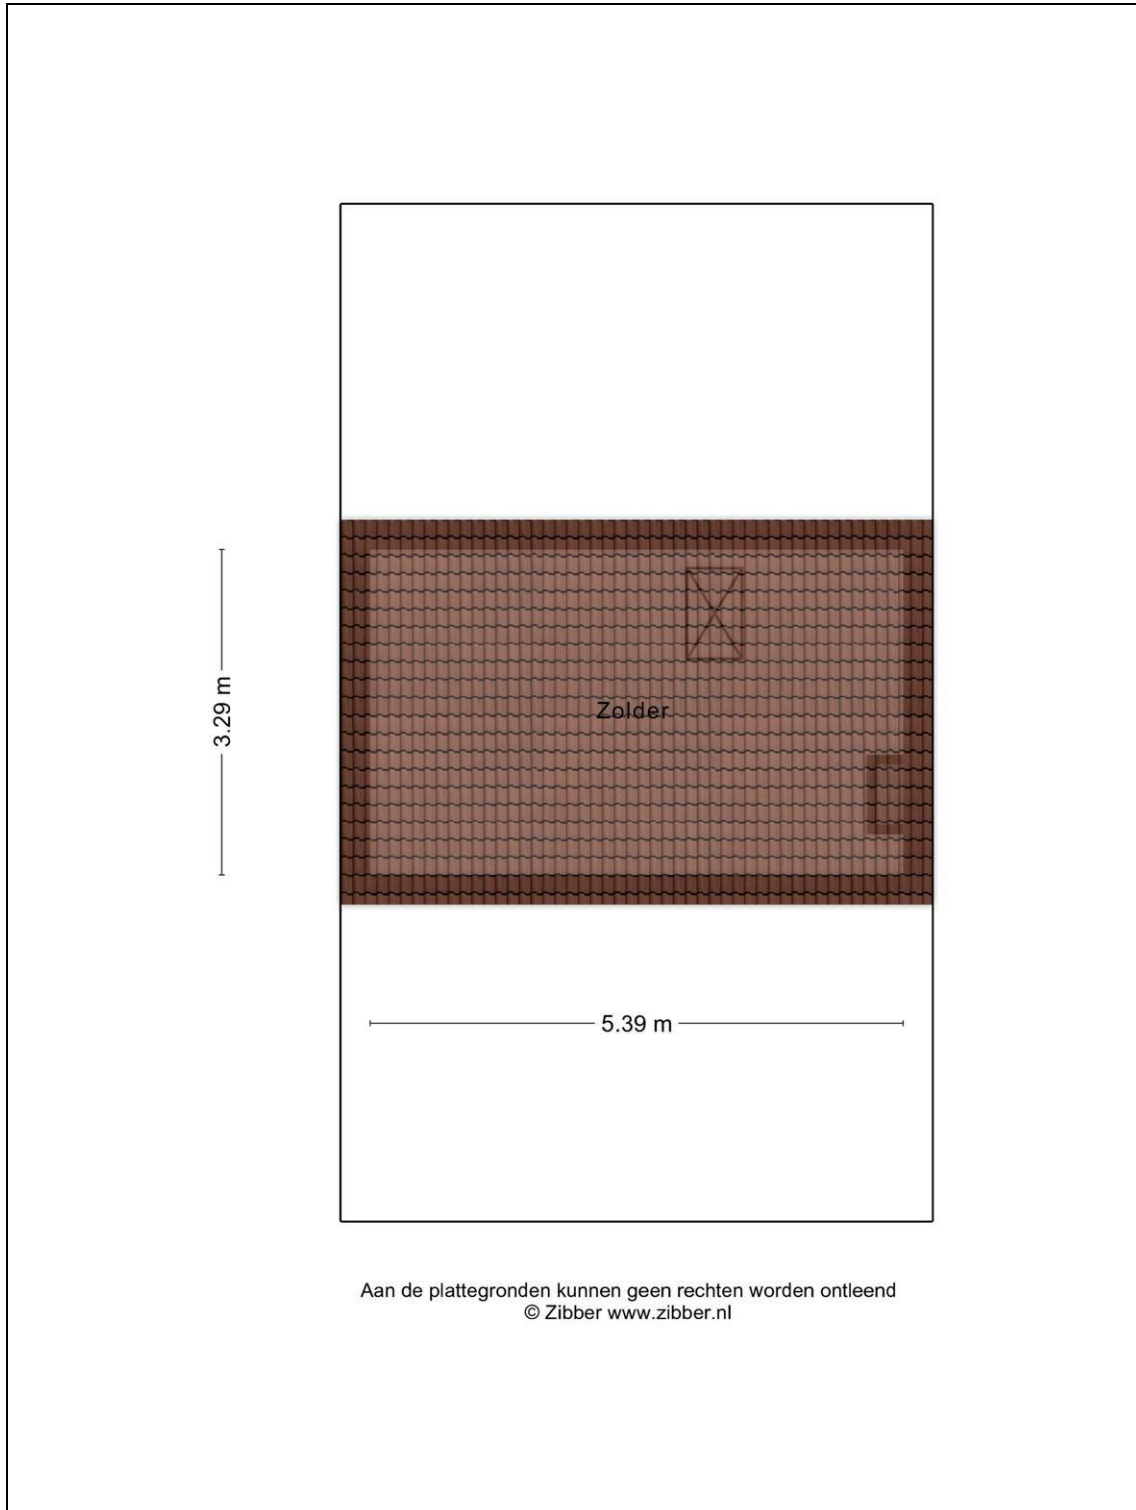 Zolder
3.29 m
5.39 m
Aan de plattegronden kunnen geen rechten worden ontleend
© Zibber www.zibber.nl